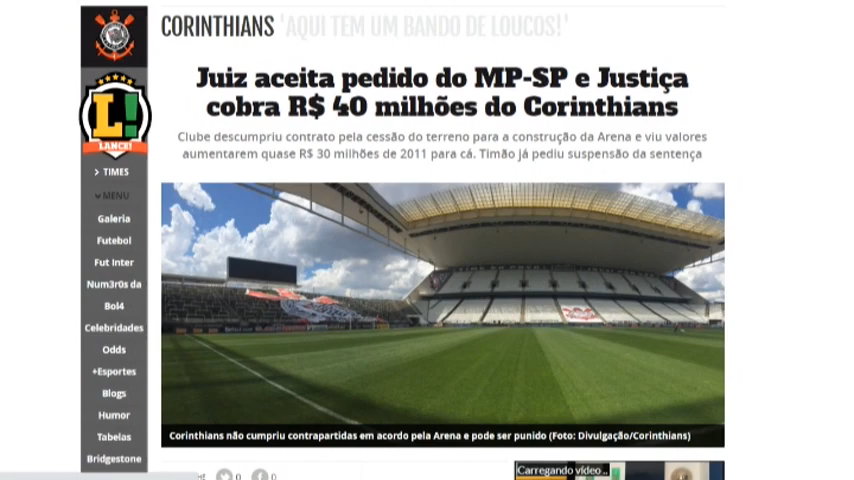 CORINTHIANS 'AQUI TEM UM BANDO DE LOUCOS!'
Juiz aceita pedido do MP-SP e Justiça
cobra R$ 40 milhões do Corinthians
Clube descumpriu contrato pela cessão do terreno para a construção da Arena e viu valores
aumentarem quase R$ 30 milhões de 2011 para cá. Timão já pediu suspensão da sentença
L!
LANCE!
> TIMES
MENU
Galeria
Futebol
Fut Inter
Num3r0s da
Bol4
Celebridades
Odds
+Esportes
Blogs
Humor
Tabelas
Bridgestone
Corinthians não cumpriu contrapartidas em acordo pela Arena e pode ser punido (Foto: Divulgação/Corinthians)
0
0
Carregando vídeo ..